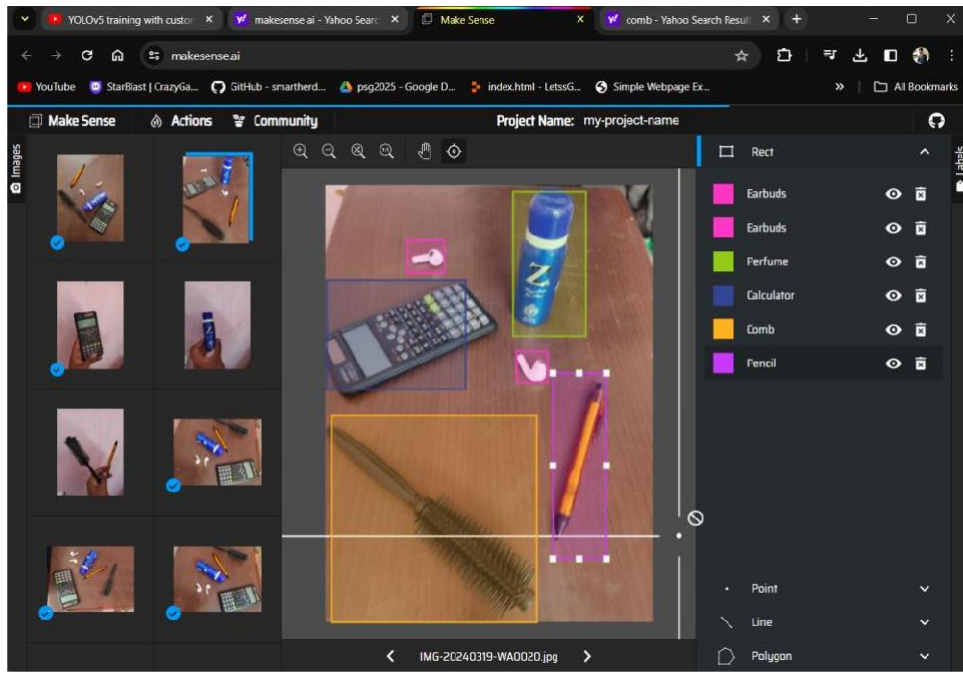 YOLOv5 training with custor
makesense ai - Yahoo Searc
Make Sense
comb - Yahoo Search Result
makesense.ai
YouTube
StarBlast | CrazyGa...
GitHub - smartherd...
psg2025 - Google D...
index.html - LetssG...
Simple Webpage Ex...
All Bookmarks
Make Sense
Actions
Community
Project Name: my-project-name
Images
Labels
Rect
Earbuds
Earbuds
Perfume
Calculator
Comb
Pencil
Z
Point
Line
Polygon
IMG-20240319-WA0020.jpg